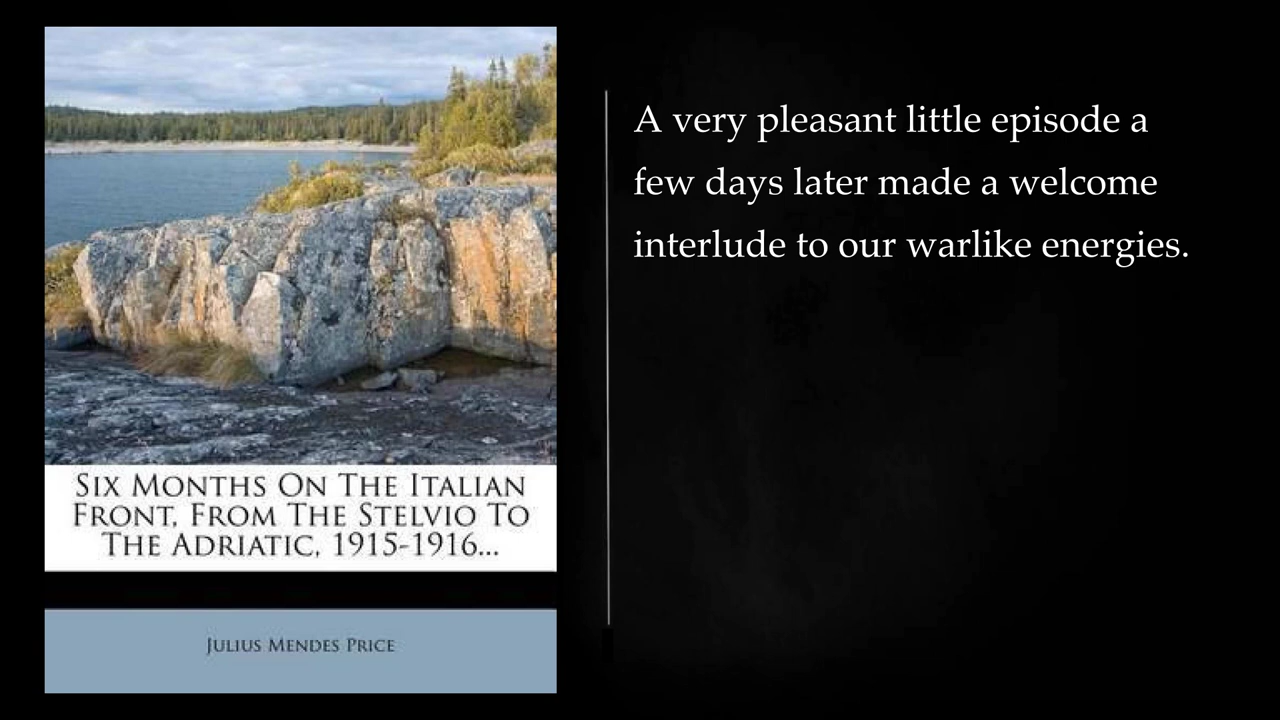 A very pleasant little episode a
few days later made a welcome
interlude to our warlike energies.
Six Months On The Italian
Front, From The Stelvio To
The Adriatic, 1915-1916...
Julius Mendes Price